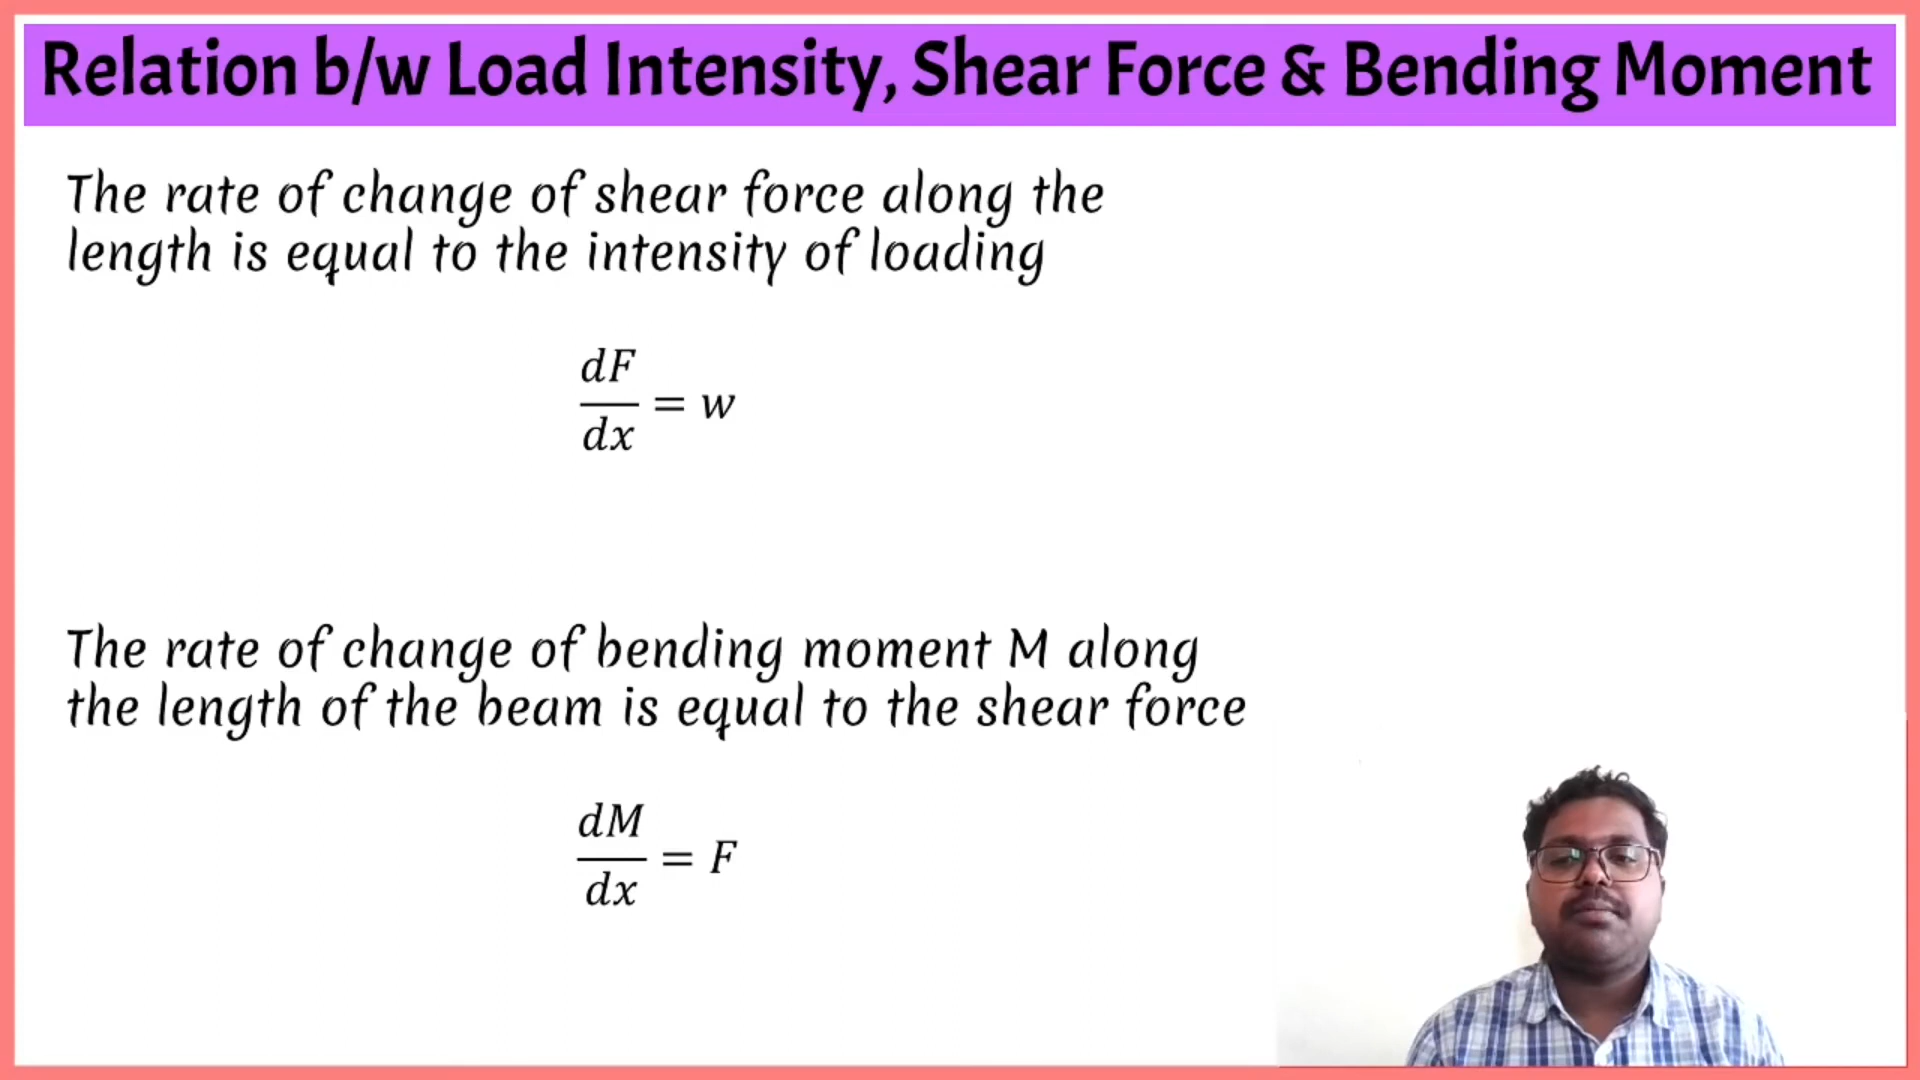 Relation b/w Load Intensity, Shear Force & Bending Moment
The rate of change of shear force along the
length is equal to the intensity of loading
dF/dx = w
The rate of change of bending moment M along
the length of the beam is equal to the shear force
dM/dx = F